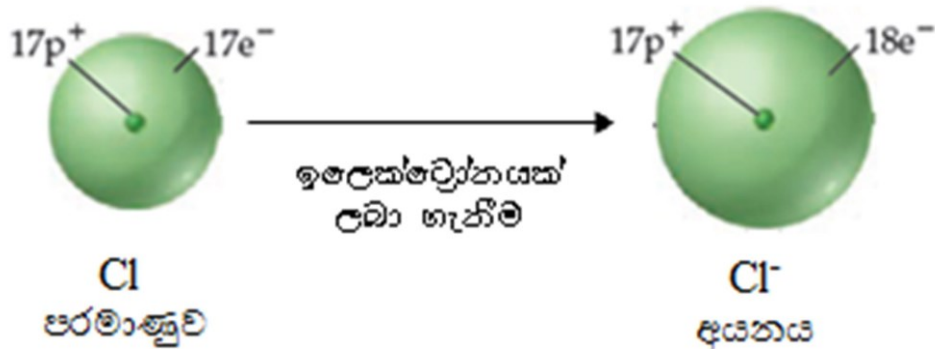 17p⁺ 17e⁻
17p⁺ 18e⁻
ඉලෙක්ට්‍රෝනයක්
ලබා ගැනීම
Cl
පරමාණුව
Cl⁻
අයනය